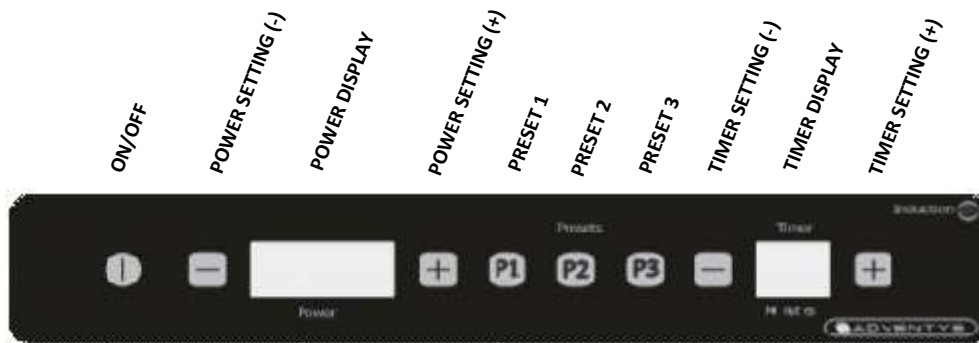 ON/OFF
POWER SETTING (-)
POWER DISPLAY
POWER SETTING (+)
PRESET 1
PRESET 2
PRESET 3
TIMER SETTING (-)
TIMER DISPLAY
TIMER SETTING (+)
Induction
Presets
Timer
P1 P2 P3
Power
ADVENTYS